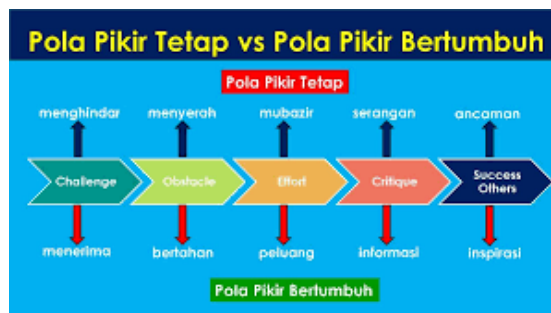 Pola Pikir Tetap vs Pola Pikir Bertumbuh
Pola Pikir Tetap
menghindar menyerah mubazir serangan ancaman
Challenge Obstacle Effort Critique Success Others
menerima bertahan peluang informasi inspirasi
Pola Pikir Bertumbuh